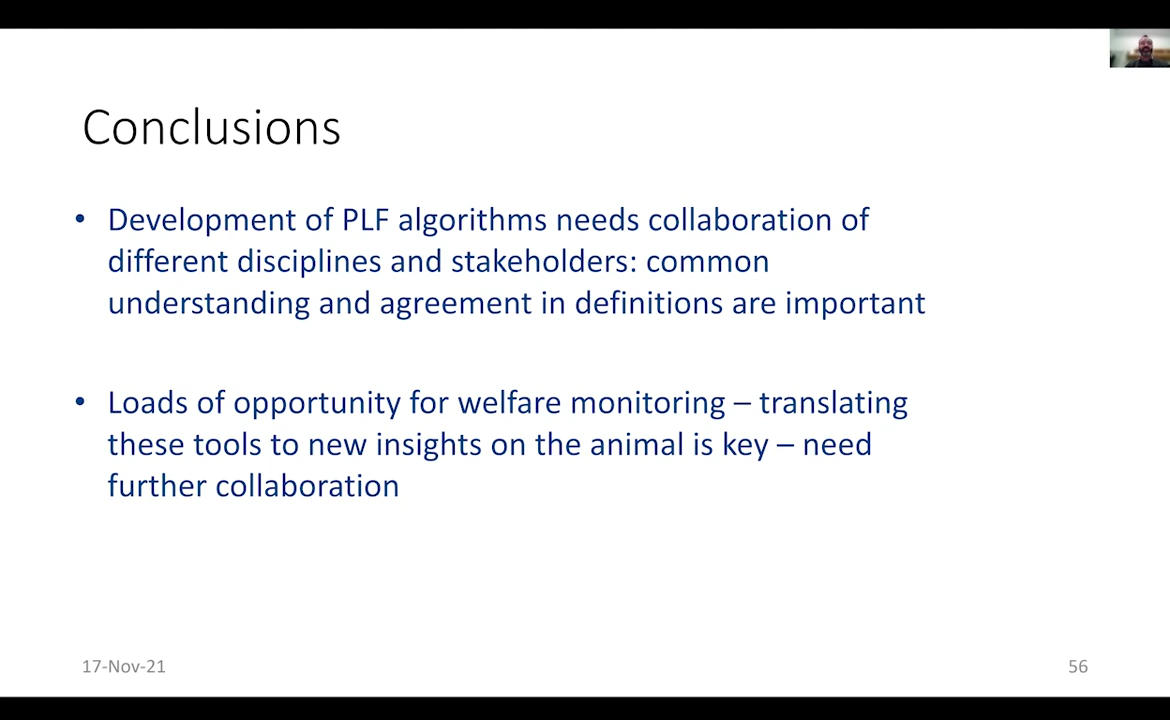 Conclusions
• Development of PLF algorithms needs collaboration of
different disciplines and stakeholders: common
understanding and agreement in definitions are important
• Loads of opportunity for welfare monitoring – translating
these tools to new insights on the animal is key – need
further collaboration
17-Nov-21
56